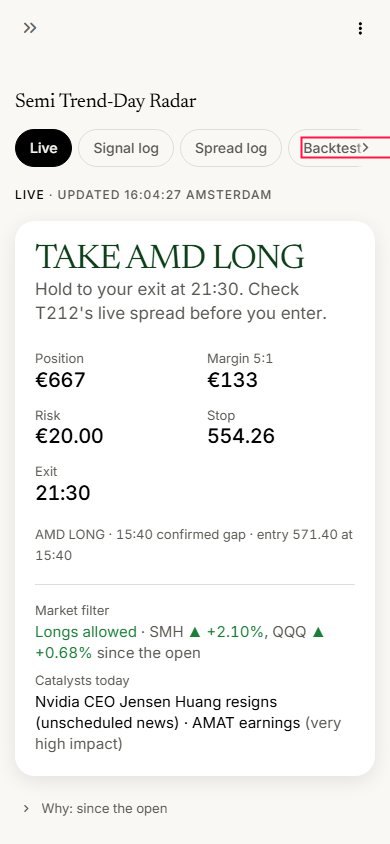 Semi Trend-Day Radar
Live
Signal log
Spread log
Backtest
LIVE · UPDATED 16:04:27 AMSTERDAM
TAKE AMD LONG
Hold to your exit at 21:30. Check
T212's live spread before you enter.
Position
€667
Margin 5:1
€133
Risk
€20.00
Stop
554.26
Exit
21:30
AMD LONG · 15:40 confirmed gap · entry 571.40 at
15:40
Market filter
Longs allowed · SMH ▲ +2.10%, QQQ ▲
+0.68% since the open
Catalysts today
Nvidia CEO Jensen Huang resigns
(unscheduled news) · AMAT earnings (very
high impact)
Why: since the open